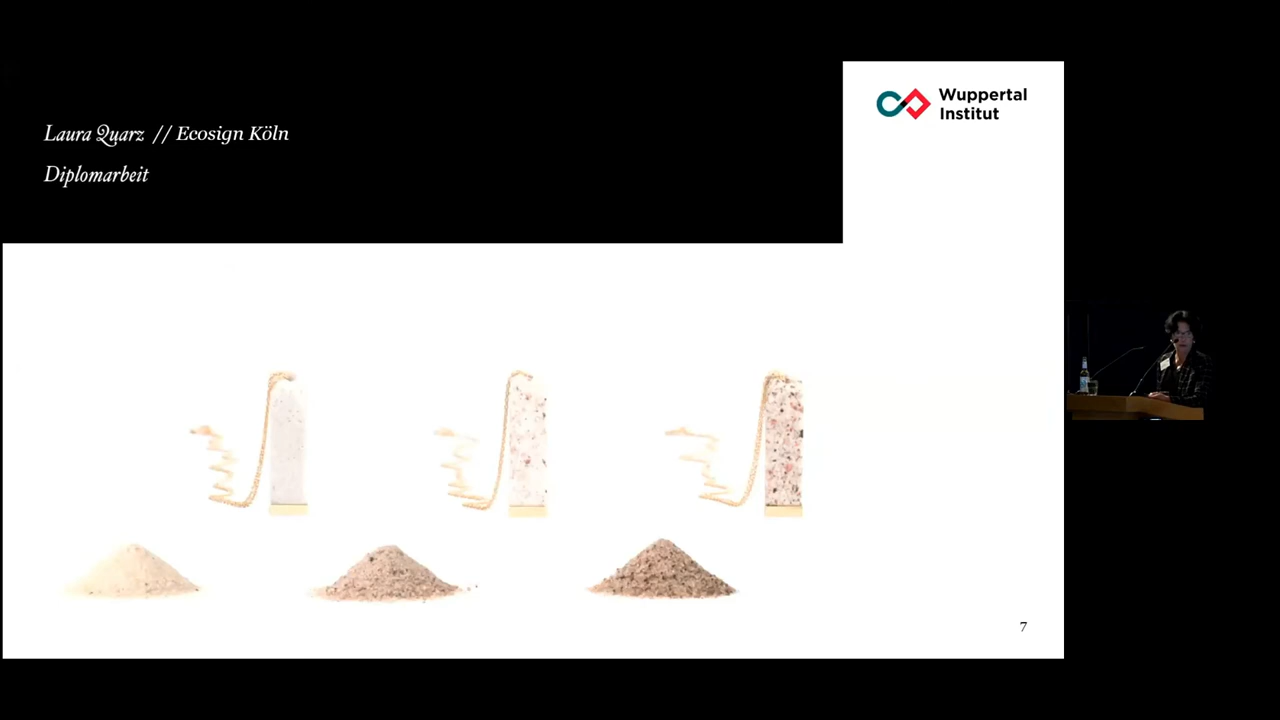 Laura Quarz // Ecosign Köln
Diplomarbeit
Wuppertal
Institut
7